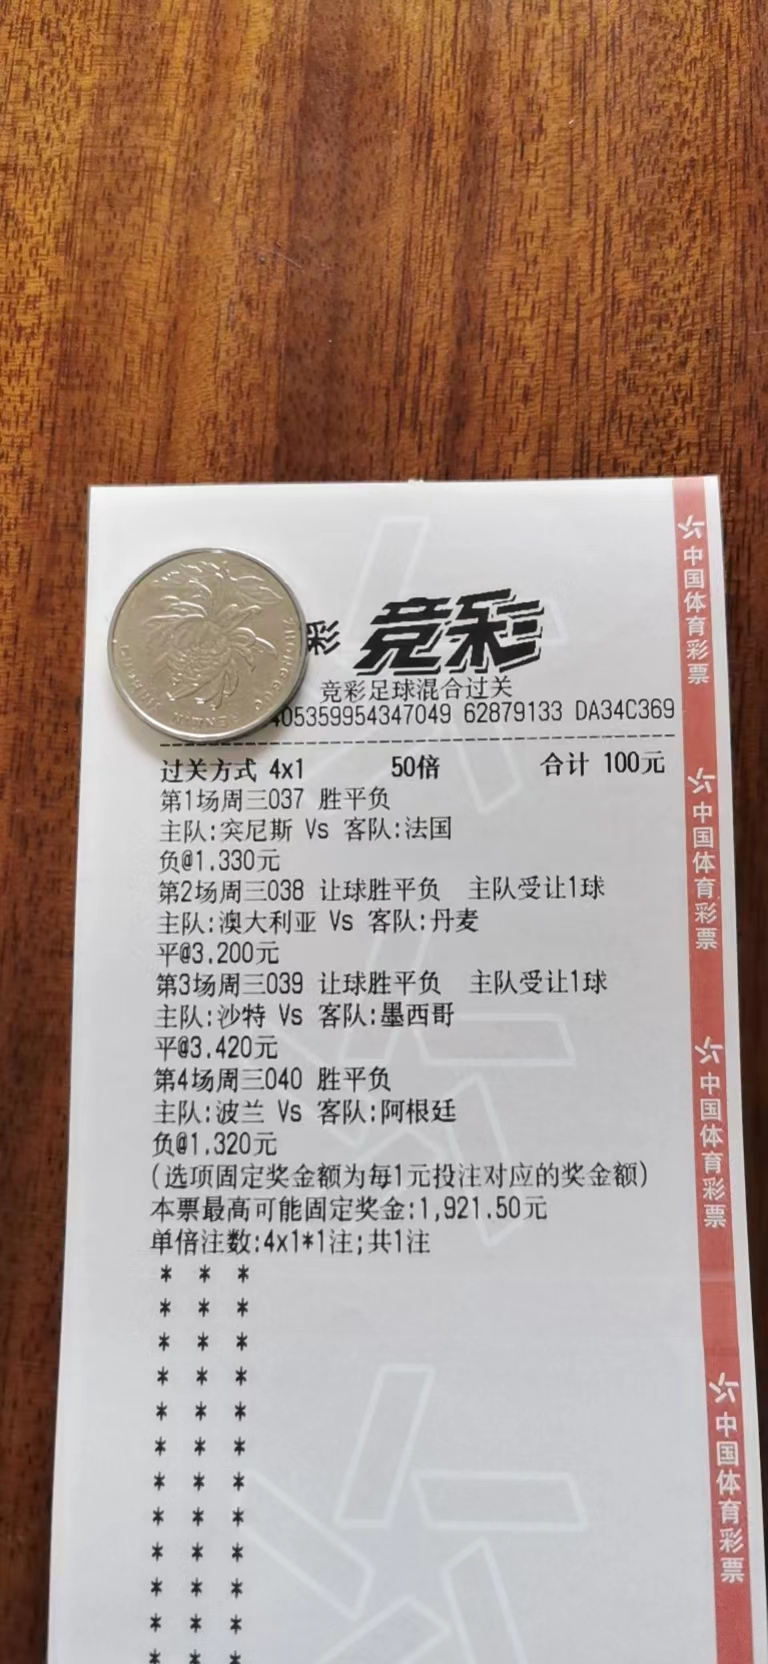 彩 竞彩
竞彩足球混合过关
405359954347049 62879133 DA34C369
过关方式 4x1 50倍 合计 100元
第1场周三037 胜平负
主队:突尼斯 Vs 客队:法国
负@1.330元
第2场周三038 让球胜平负 主队受让1球
主队:澳大利亚 Vs 客队:丹麦
平@3.200元
第3场周三039 让球胜平负 主队受让1球
主队:沙特 Vs 客队:墨西哥
平@3.420元
第4场周三040 胜平负
主队:波兰 Vs 客队:阿根廷
负@1.320元
(选项固定奖金额为每1元投注对应的奖金额)
本票最高可能固定奖金:1,921.50元
单倍注数:4x1*1注;共1注
* * *
* * *
* * *
* * *
* * *
* * *
* * *
* * *
* * *
* * *
* * *
* * *
中国体育彩票
中国体育彩票
中国体育彩票
中国体育彩票